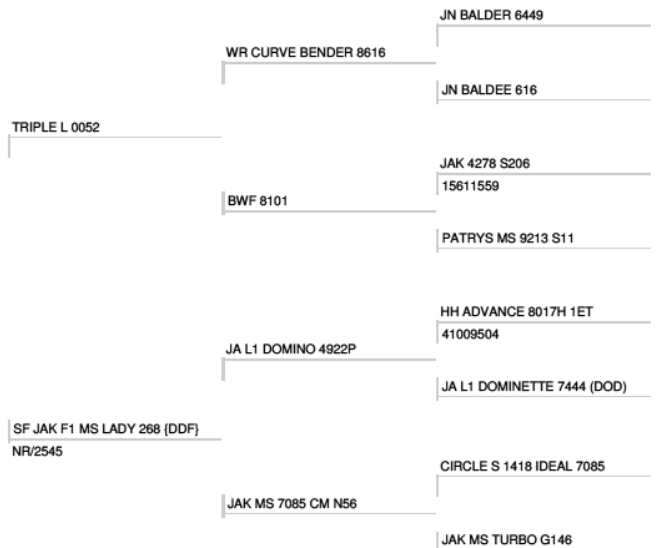 JN BALDER 6449
WR CURVE BENDER 8616
JN BALDEE 616
TRIPLE L 0052
JAK 4278 S206
15611559
BWF 8101
PATRYS MS 9213 S11
HH ADVANCE 8017H 1ET
41009504
JA L1 DOMINO 4922P
JA L1 DOMINETTE 7444 (DOD)
SF JAK F1 MS LADY 268 {DDF}
NR/2545
CIRCLE S 1418 IDEAL 7085
JAK MS 7085 CM N56
JAK MS TURBO G146